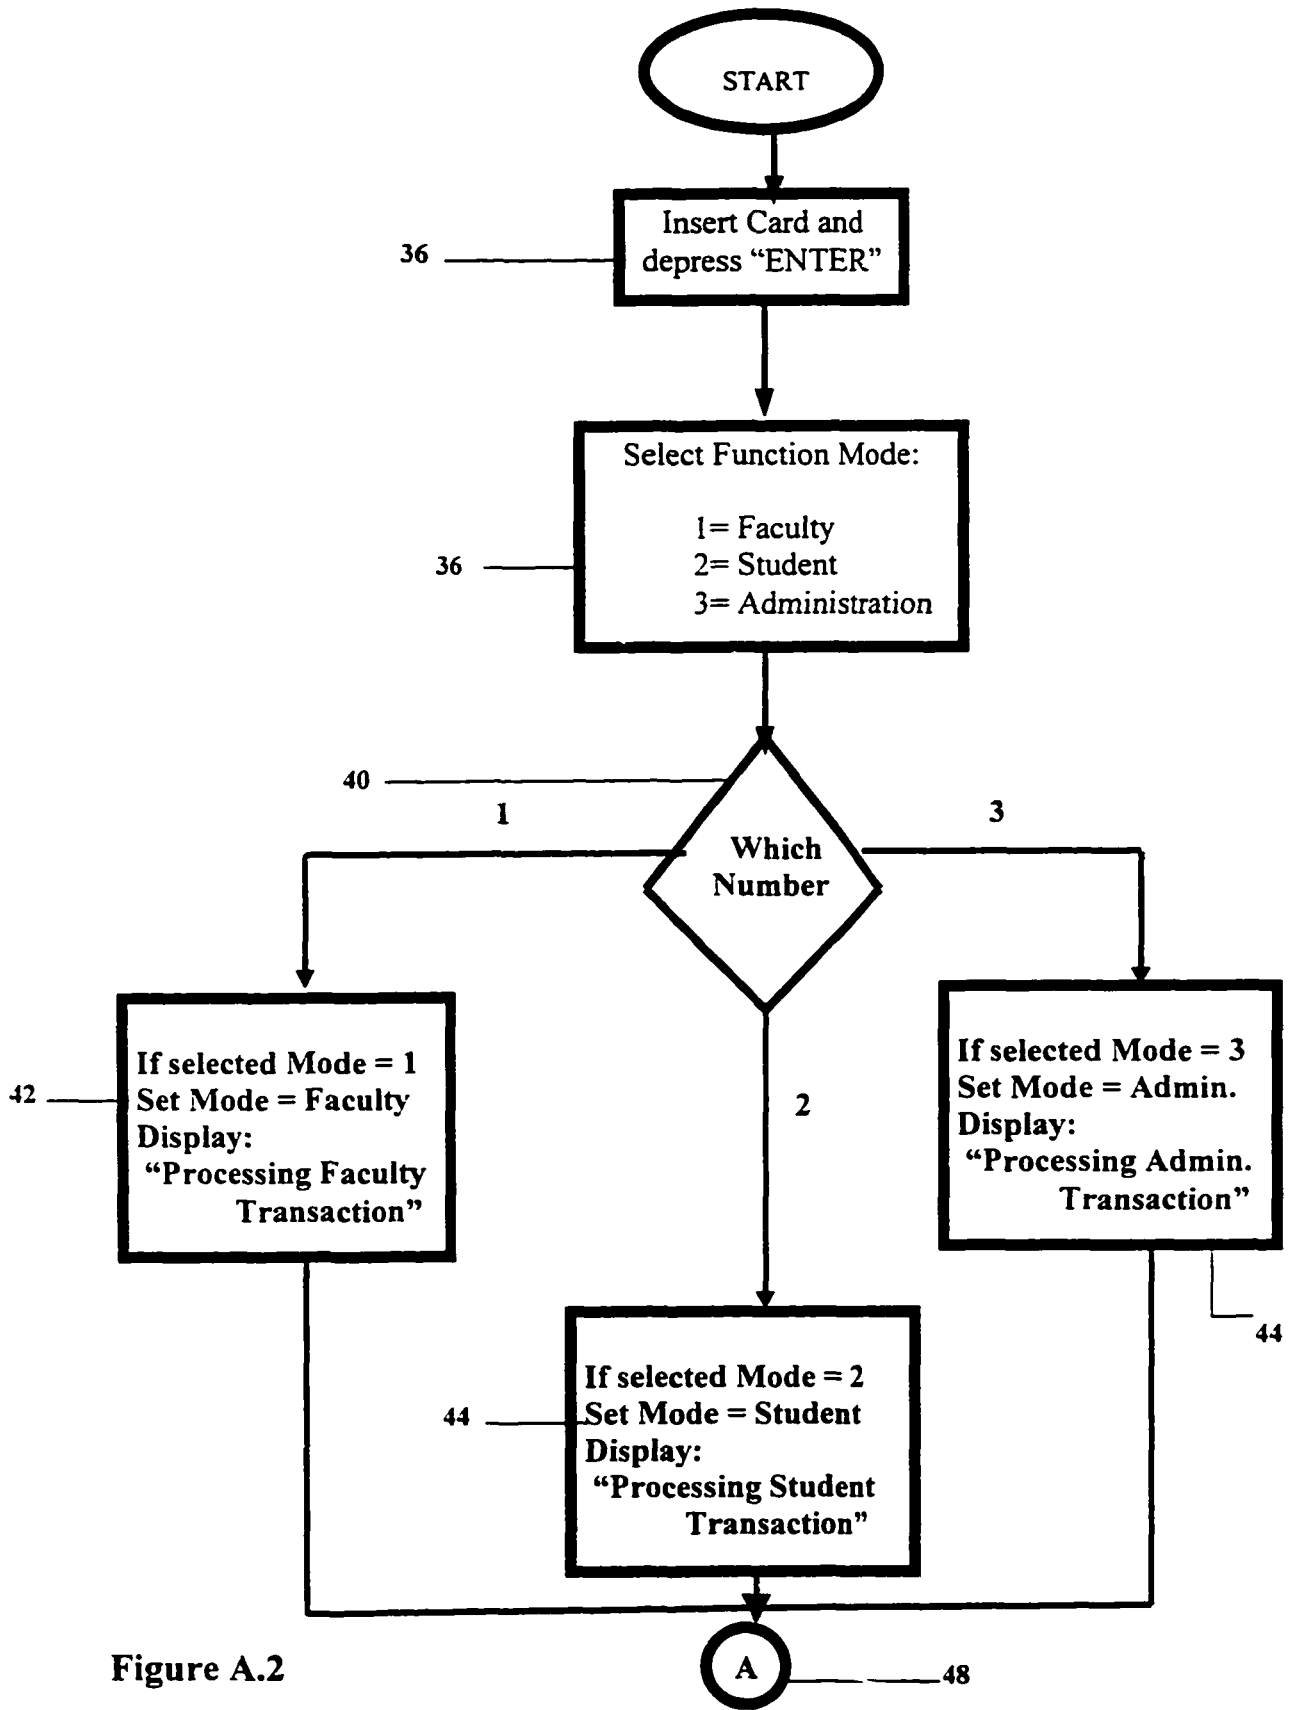 START
Insert Card and
depress “ENTER”
36
Select Function Mode:
1= Faculty
2= Student
3= Administration
36
40
1
3
Which
Number
If selected Mode = 1
Set Mode = Faculty
Display:
“Processing Faculty
Transaction”
42
2
If selected Mode = 3
Set Mode = Admin.
Display:
“Processing Admin.
Transaction”
44
If selected Mode = 2
Set Mode = Student
Display:
“Processing Student
Transaction”
44
A
48
Figure A.2